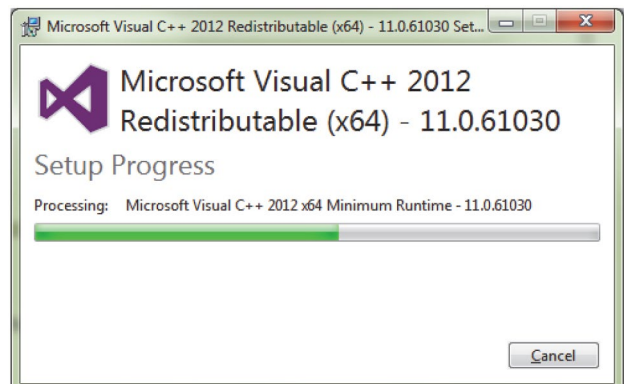 Microsoft Visual C++ 2012 Redistributable (x64) - 11.0.61030 Set...
Microsoft Visual C++ 2012
Redistributable (x64) - 11.0.61030
Setup Progress
Processing: Microsoft Visual C++ 2012 x64 Minimum Runtime - 11.0.61030
Cancel